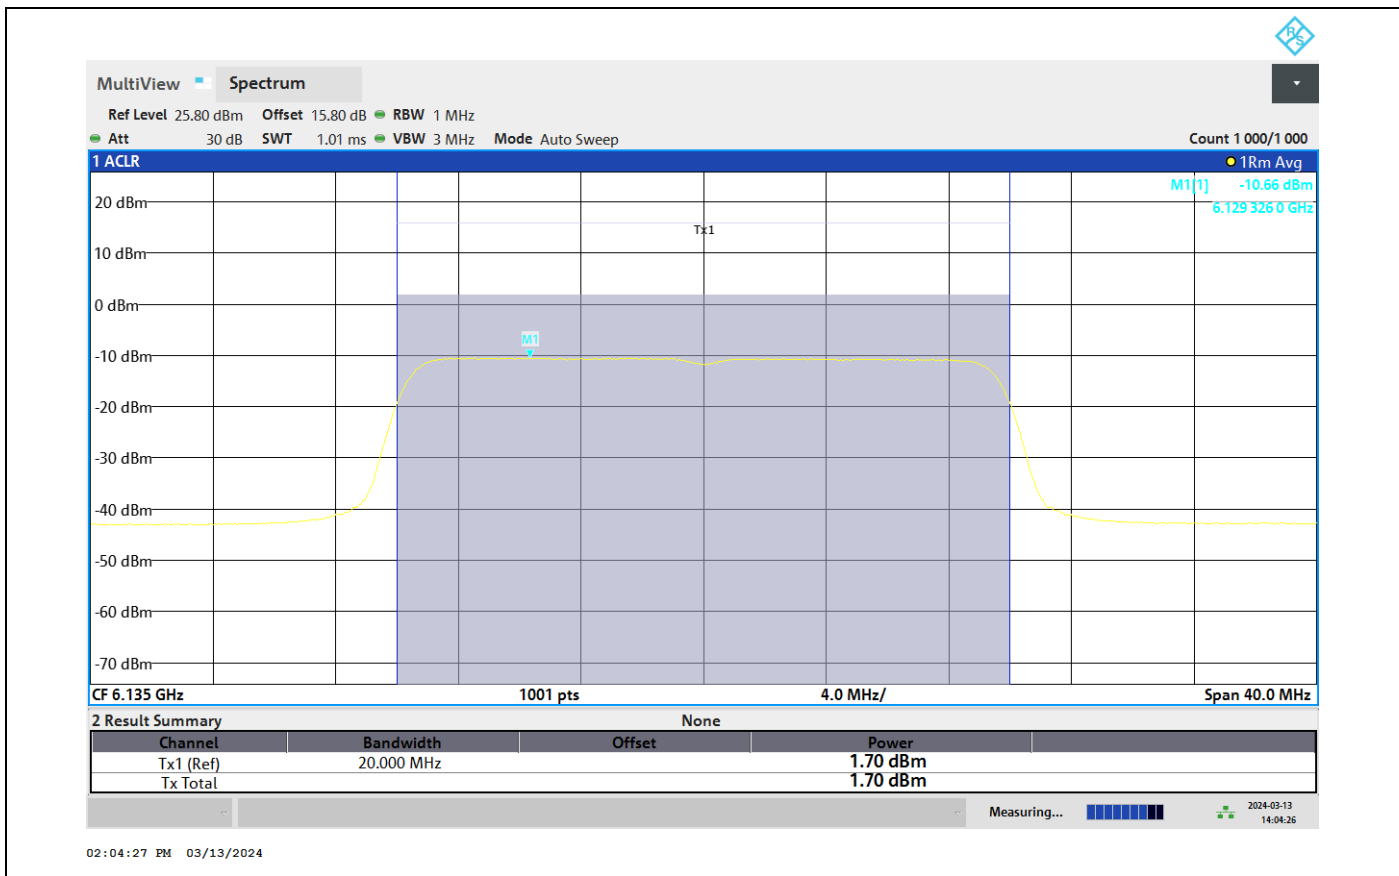 R&S
MultiView Spectrum
Ref Level 25.80 dBm Offset 15.80 dB RBW 1 MHz
Att 30 dB SWT 1.01 ms VBW 3 MHz Mode Auto Sweep Count 1 000/1 000
1 ACLR 1Rm Avg
M1[1] -10.66 dBm
6.129 326 0 GHz
20 dBm
Tx1
10 dBm
0 dBm
M1
-10 dBm
-20 dBm
-30 dBm
-40 dBm
-50 dBm
-60 dBm
-70 dBm
CF 6.135 GHz 1001 pts 4.0 MHz/ Span 40.0 MHz
2 Result Summary None
Channel Bandwidth Offset Power
Tx1 (Ref) 20.000 MHz 1.70 dBm
Tx Total 1.70 dBm
Measuring... 2024-03-13
14:04:26
02:04:27 PM 03/13/2024